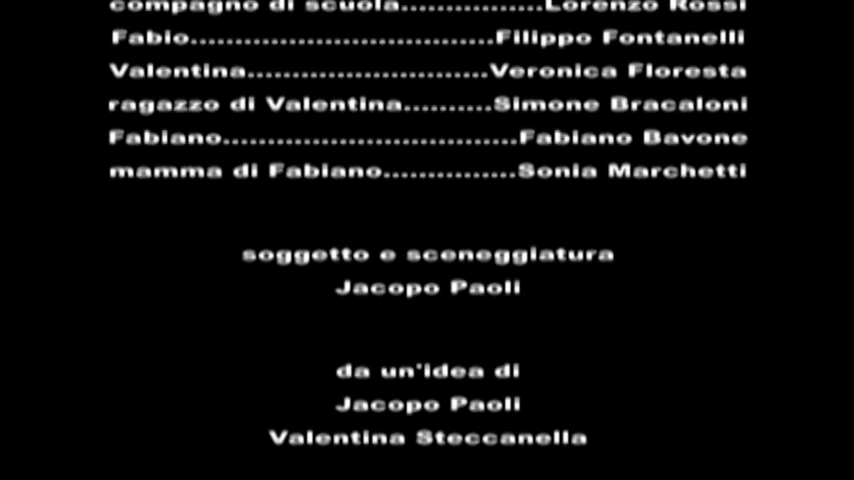 compagno di scuola................Lorenzo Rossi
Fabio..................................Filippo Fontanelli
Valentina...........................Veronica Floresta
ragazzo di Valentina..........Simone Bracaloni
Fabiano.................................Fabiano Bavone
mamma di Fabiano...............Sonia Marchetti
soggetto e sceneggiatura
Jacopo Paoli
da un'idea di
Jacopo Paoli
Valentina Steccanella